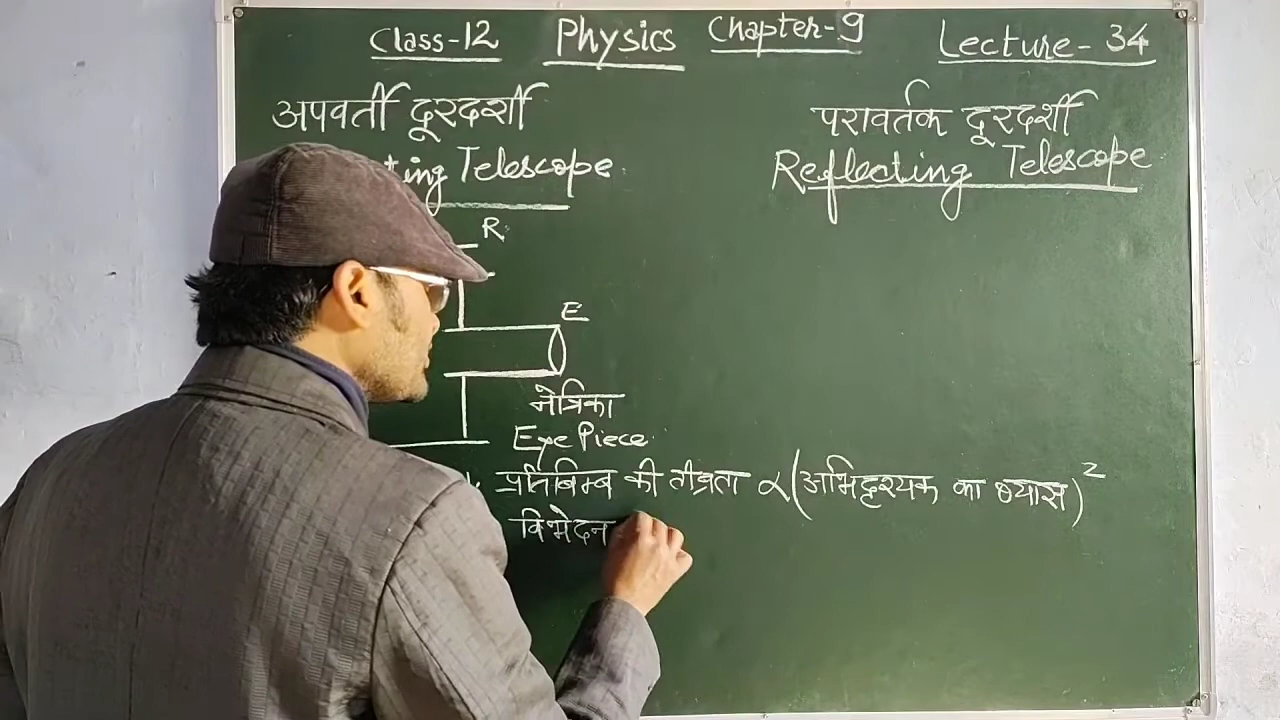 Class-12 Physics Chapter-9 Lecture-34
अपवर्ती दूरदर्शी
ting Telescope
परावर्तक दूरदर्शी
Reflecting Telescope
R
E
नेत्रिका
Eye Piece
1. प्रतिबिम्ब की तीव्रता ∝ (अभिदृश्यक का व्यास)²
विभेदन